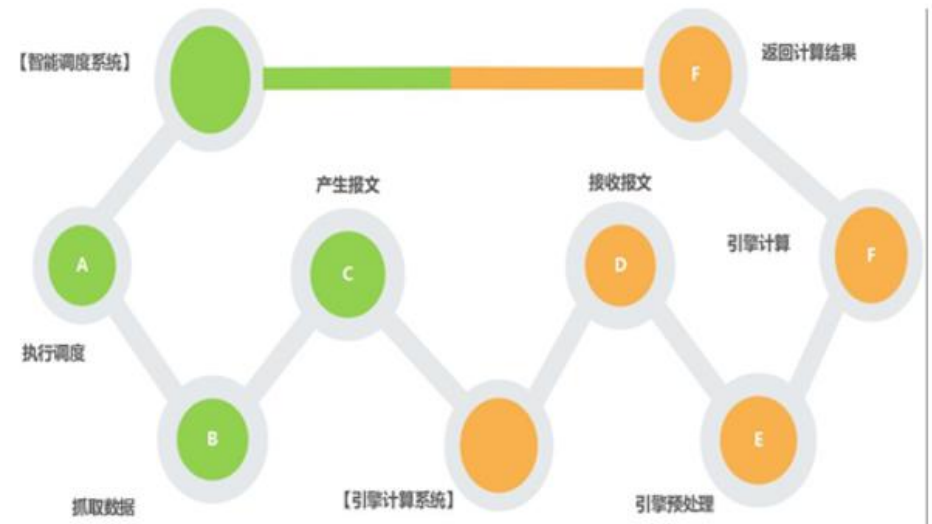 【智能调度系统】
F
返回计算结果
产生报文
接收报文
A
C
D
引擎计算
F
执行调度
B
E
抓取数据
【引擎计算系统】
引擎预处理